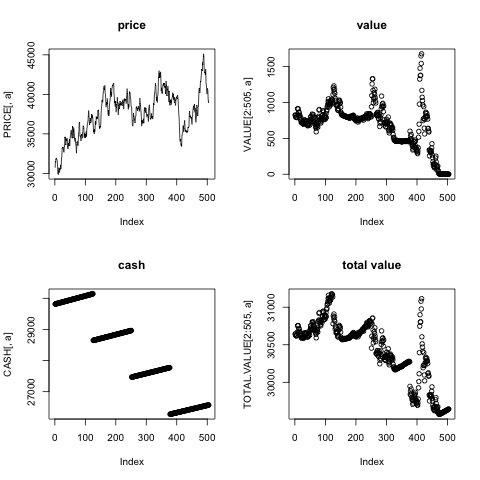 price
PRICE[, a]
30000 35000 40000 45000
0 100 200 300 400 500
Index
value
VALUE[2:505, a]
0 500 1000 1500
0 100 200 300 400 500
Index
cash
CASH[, a]
27000 29000
0 100 200 300 400 500
Index
total value
TOTAL.VALUE[2:505, a]
30000 30500 31000
0 100 200 300 400 500
Index